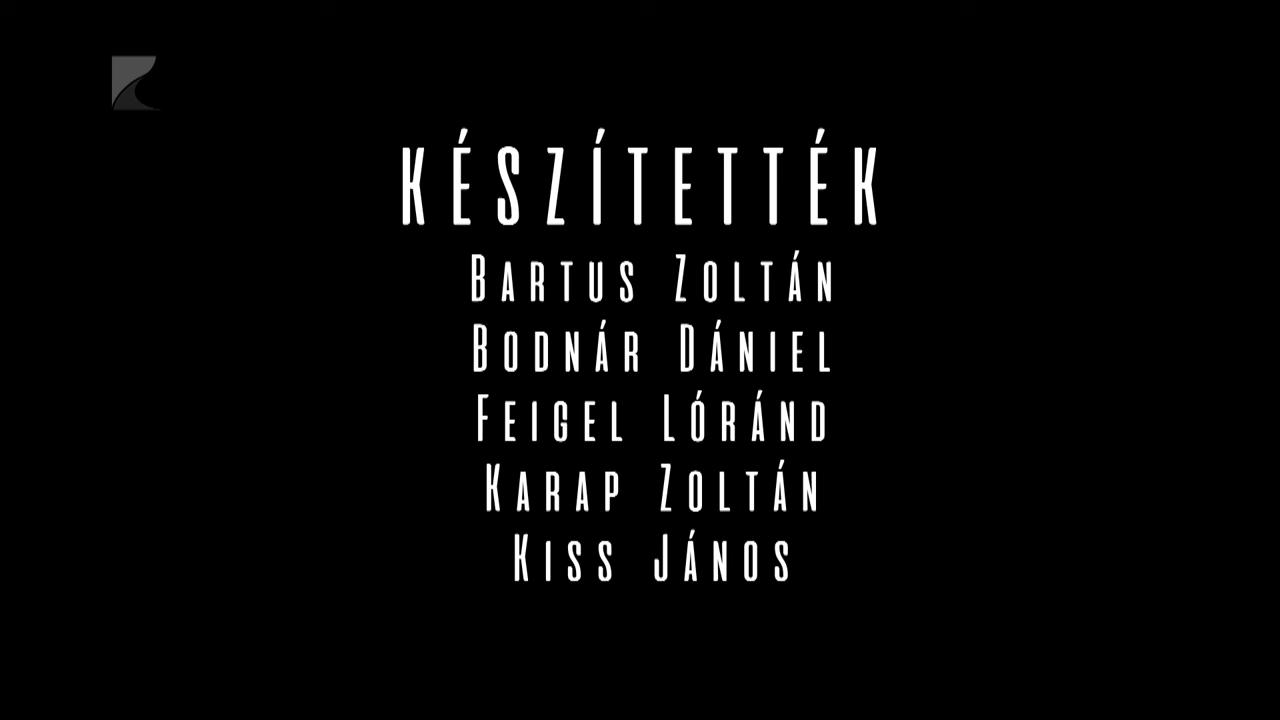 KÉSZÍTETTÉK
BARTUS ZOLTÁN
BODNÁR DÁNIEL
FEIGEL LÓRÁND
KARAP ZOLTÁN
KISS JÁNOS